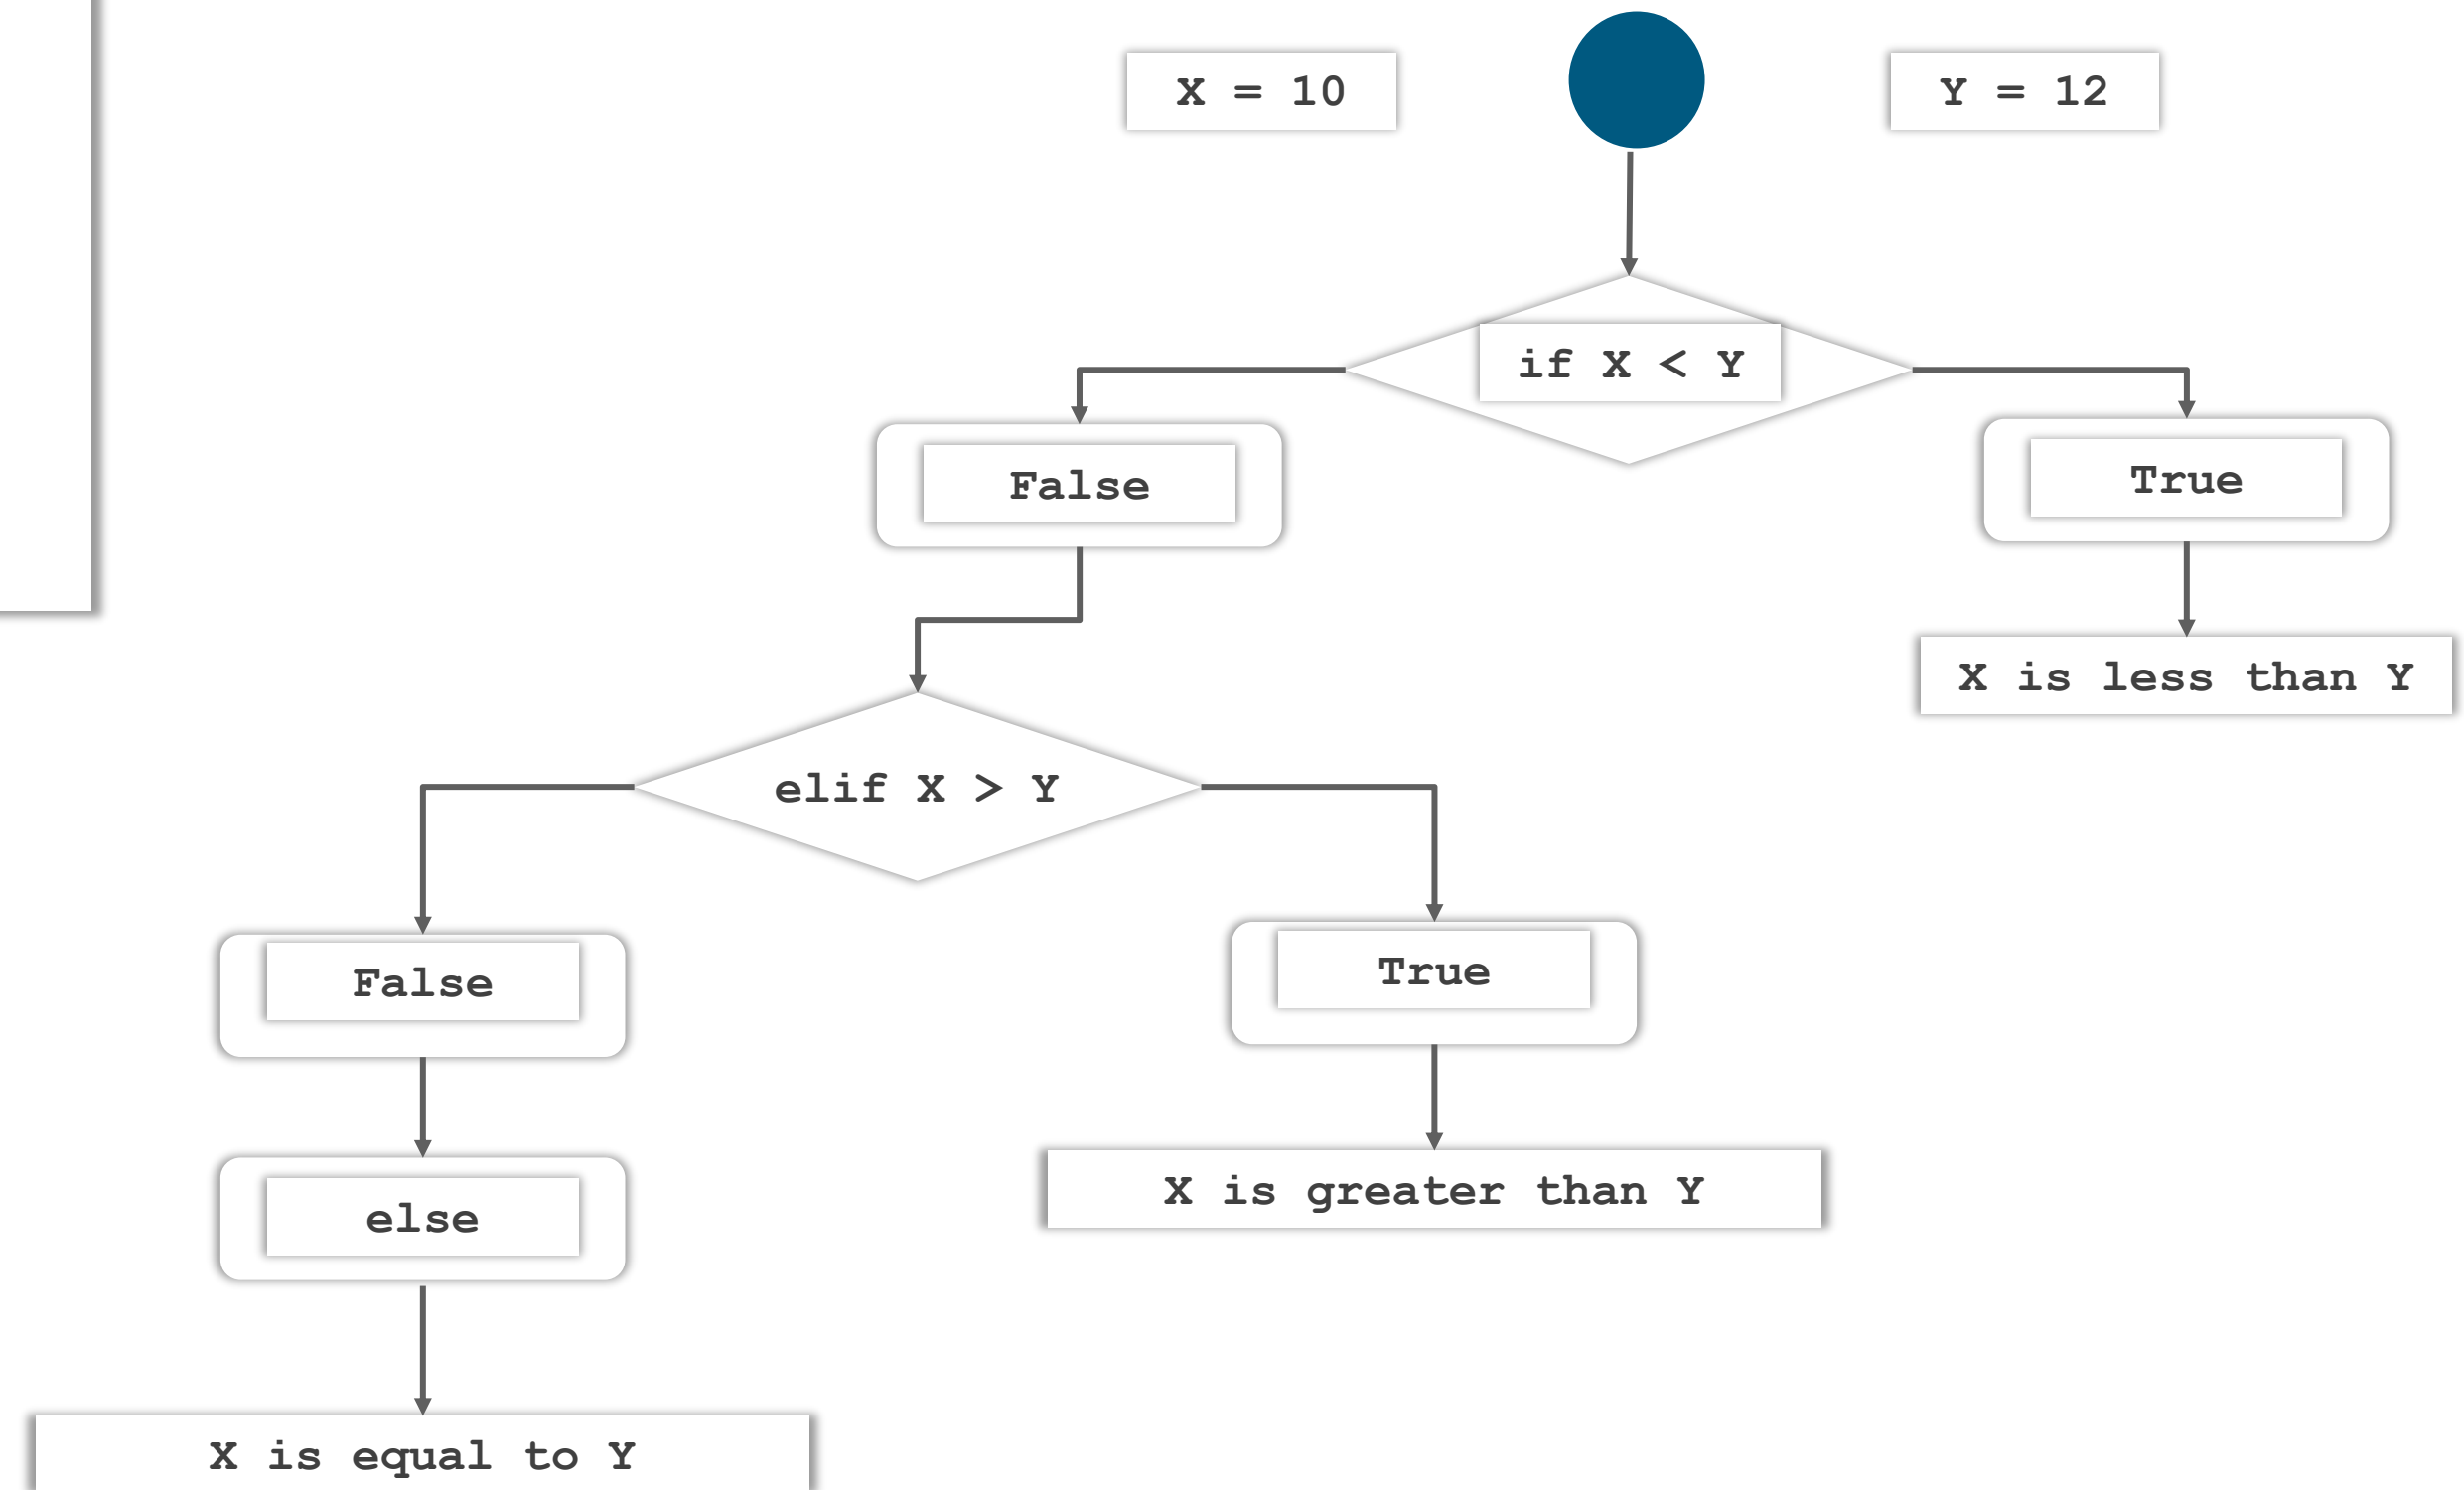 X = 10
Y = 12
if X < Y
False
True
X is less than Y
elif X > Y
False
True
else
X is greater than Y
X is equal to Y